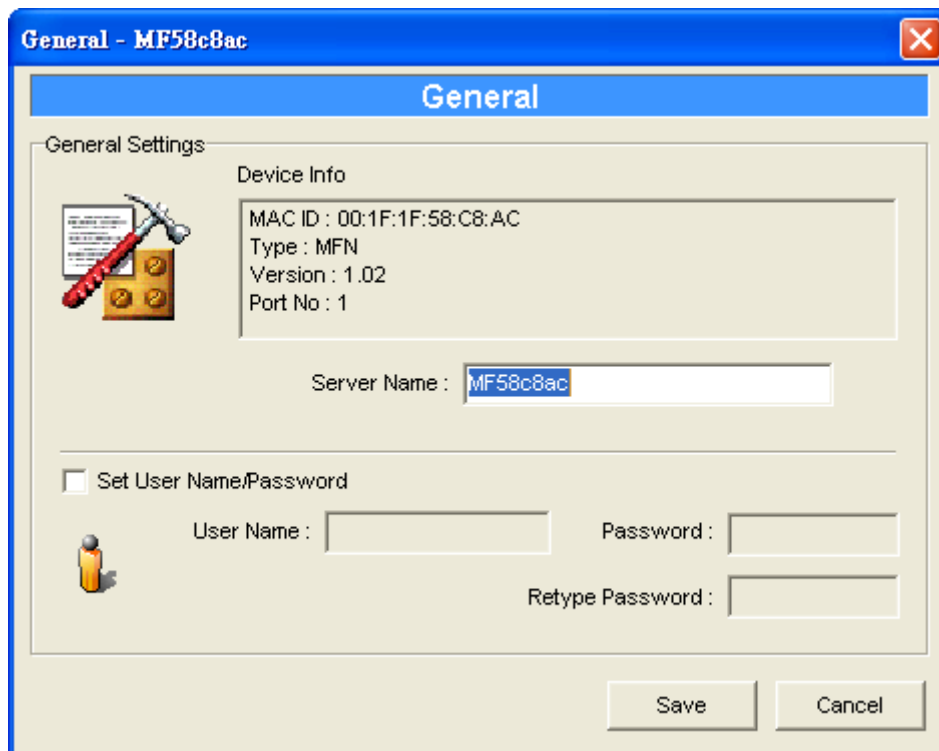 General - MF58c8ac
General
General Settings
Device Info
MAC ID : 00:1F:1F:58:C8:AC
Type : MFN
Version : 1.02
Port No : 1
Server Name : MF58c8ac
Set User Name/Password
User Name : Password :
Retype Password :
Save Cancel